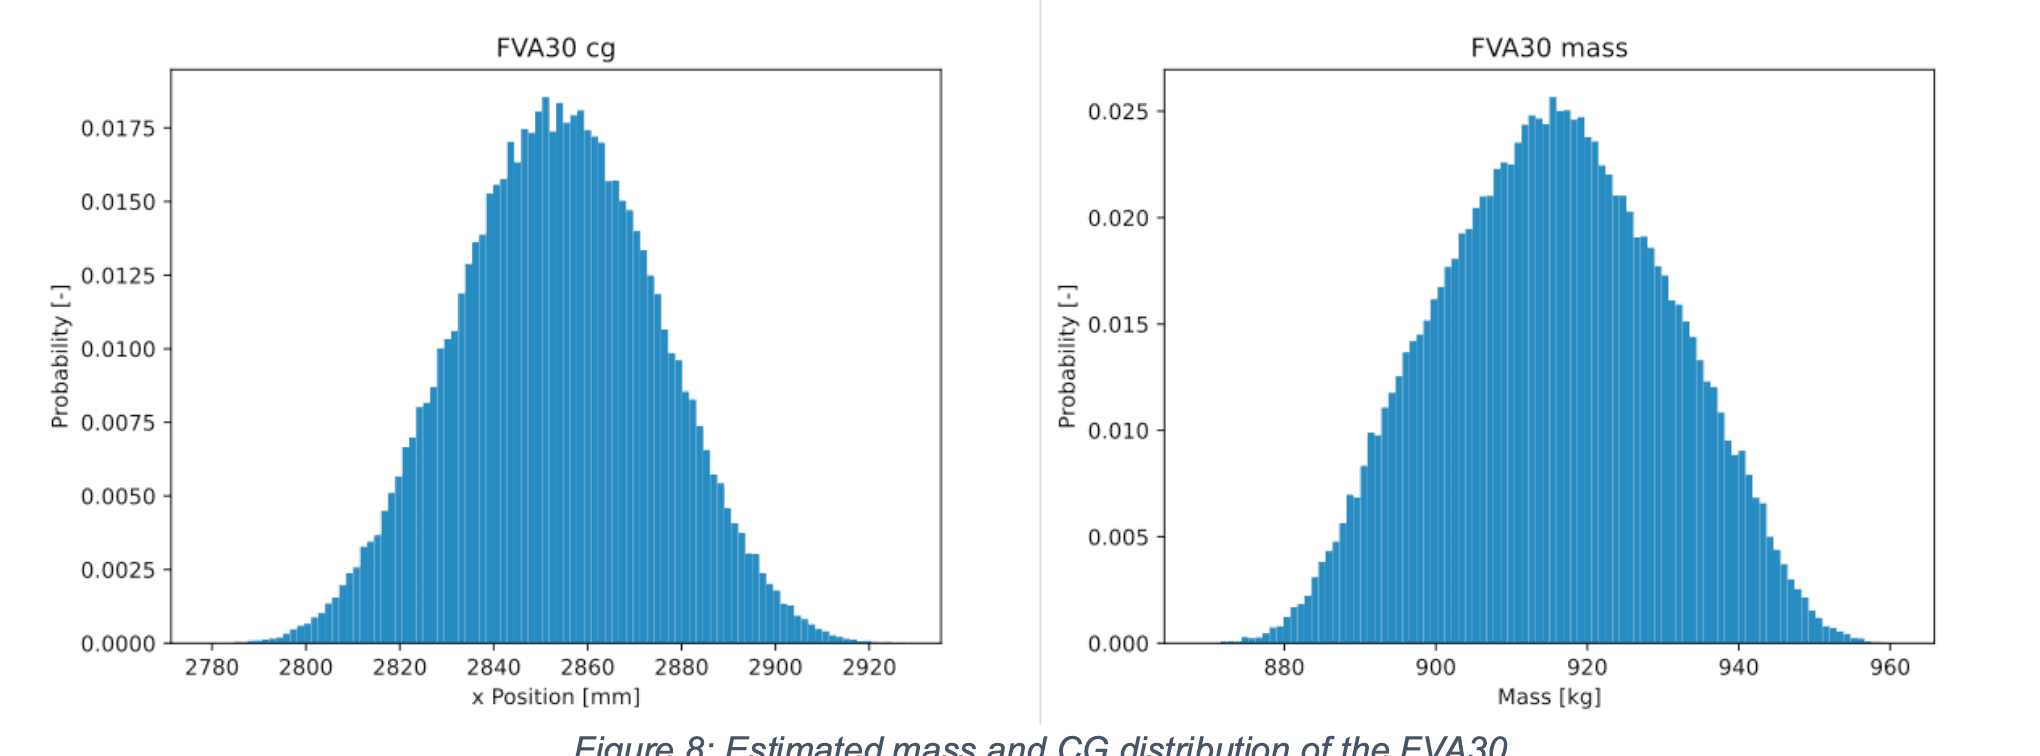 FVA30 cg
0.0175
0.0150
0.0125
0.0100
0.0075
0.0050
0.0025
0.0000
Probability [-]
2780 2800 2820 2840 2860 2880 2900 2920
x Position [mm]
FVA30 mass
0.025
0.020
0.015
0.010
0.005
0.000
Probability [-]
880 900 920 940 960
Mass [kg]
Figure 8: Estimated mass and CG distribution of the FVA30